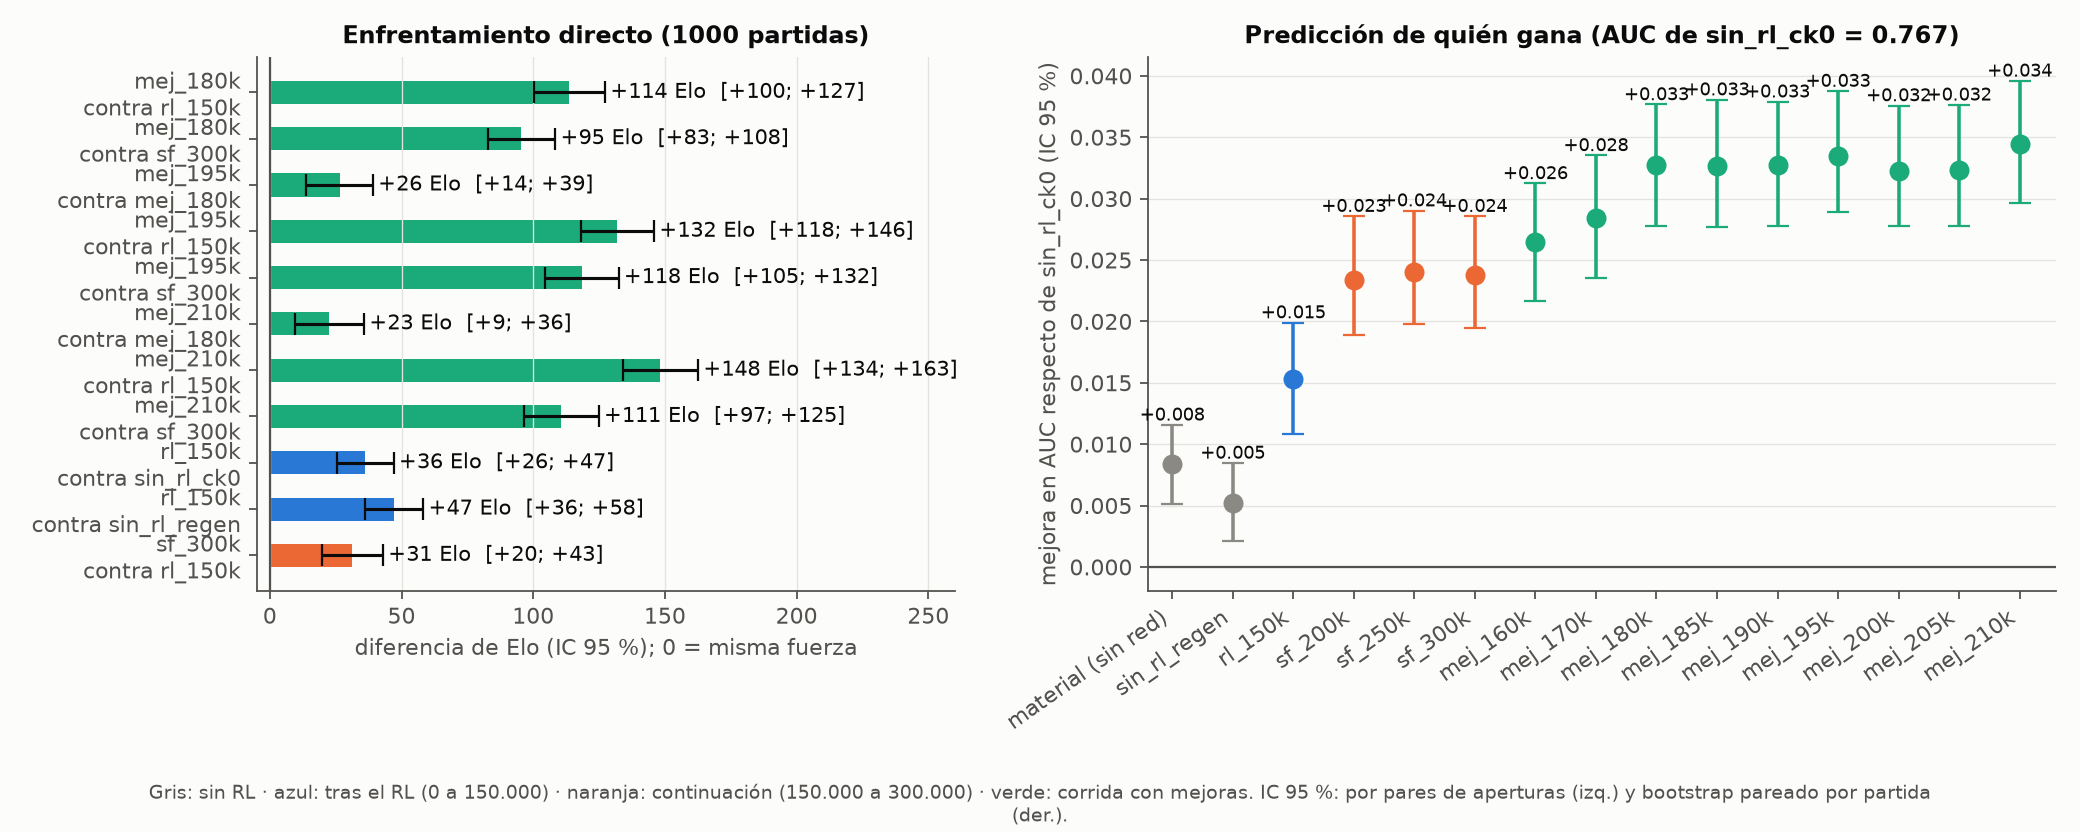 Enfrentamiento directo (1000 partidas)
mej_180k
contra rl_150k
+114 Elo  [+100; +127]
mej_180k
contra sf_300k
+95 Elo  [+83; +108]
mej_195k
contra mej_180k
+26 Elo  [+14; +39]
mej_195k
contra rl_150k
+132 Elo  [+118; +146]
mej_195k
contra sf_300k
+118 Elo  [+105; +132]
mej_210k
contra mej_180k
+23 Elo  [+9; +36]
mej_210k
contra rl_150k
+148 Elo  [+134; +163]
mej_210k
contra sf_300k
+111 Elo  [+97; +125]
rl_150k
contra sin_rl_ck0
+36 Elo  [+26; +47]
rl_150k
contra sin_rl_regen
+47 Elo  [+36; +58]
sf_300k
contra rl_150k
+31 Elo  [+20; +43]
0 50 100 150 200 250
diferencia de Elo (IC 95 %); 0 = misma fuerza
Predicción de quién gana (AUC de sin_rl_ck0 = 0.767)
mejora en AUC respecto de sin_rl_ck0 (IC 95 %)
0.040
0.035
0.030
0.025
0.020
0.015
0.010
0.005
0.000
+0.008
+0.005
+0.015
+0.023
+0.024
+0.024
+0.026
+0.028
+0.033
+0.033
+0.033
+0.033
+0.032
+0.032
+0.034
material (sin red)
sin_rl_regen
rl_150k
sf_200k
sf_250k
sf_300k
mej_160k
mej_170k
mej_180k
mej_185k
mej_190k
mej_195k
mej_200k
mej_205k
mej_210k
Gris: sin RL · azul: tras el RL (0 a 150.000) · naranja: continuación (150.000 a 300.000) · verde: corrida con mejoras. IC 95 %: por pares de aperturas (izq.) y bootstrap pareado por partida
(der.).